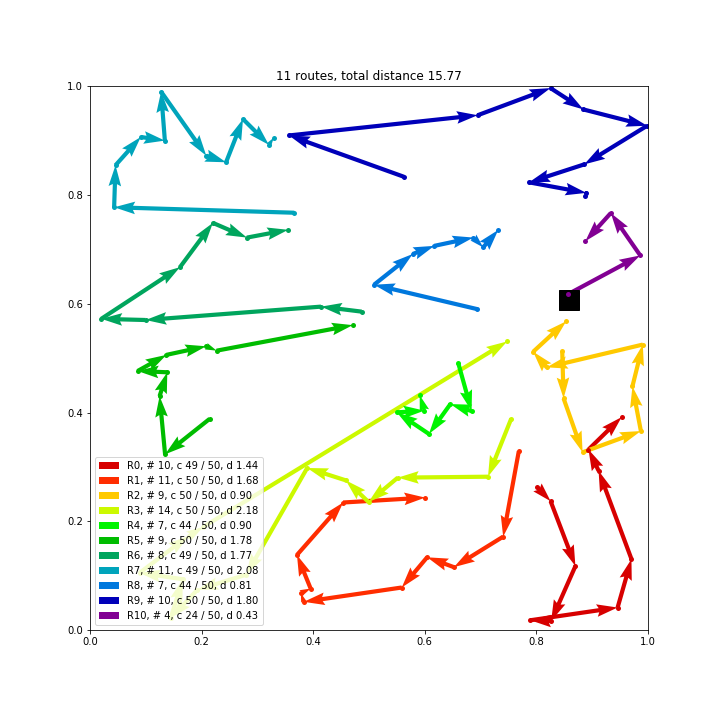 11 routes, total distance 15.77
1.0
0.8
0.6
0.4
0.2
0.0
R0, # 10, c 49 / 50, d 1.44
R1, # 11, c 50 / 50, d 1.68
R2, # 9, c 50 / 50, d 0.90
R3, # 14, c 50 / 50, d 2.18
R4, # 7, c 44 / 50, d 0.90
R5, # 9, c 50 / 50, d 1.78
R6, # 8, c 49 / 50, d 1.77
R7, # 11, c 49 / 50, d 2.08
R8, # 7, c 44 / 50, d 0.81
R9, # 10, c 50 / 50, d 1.80
R10, # 4, c 24 / 50, d 0.43
0.0 0.2 0.4 0.6 0.8 1.0